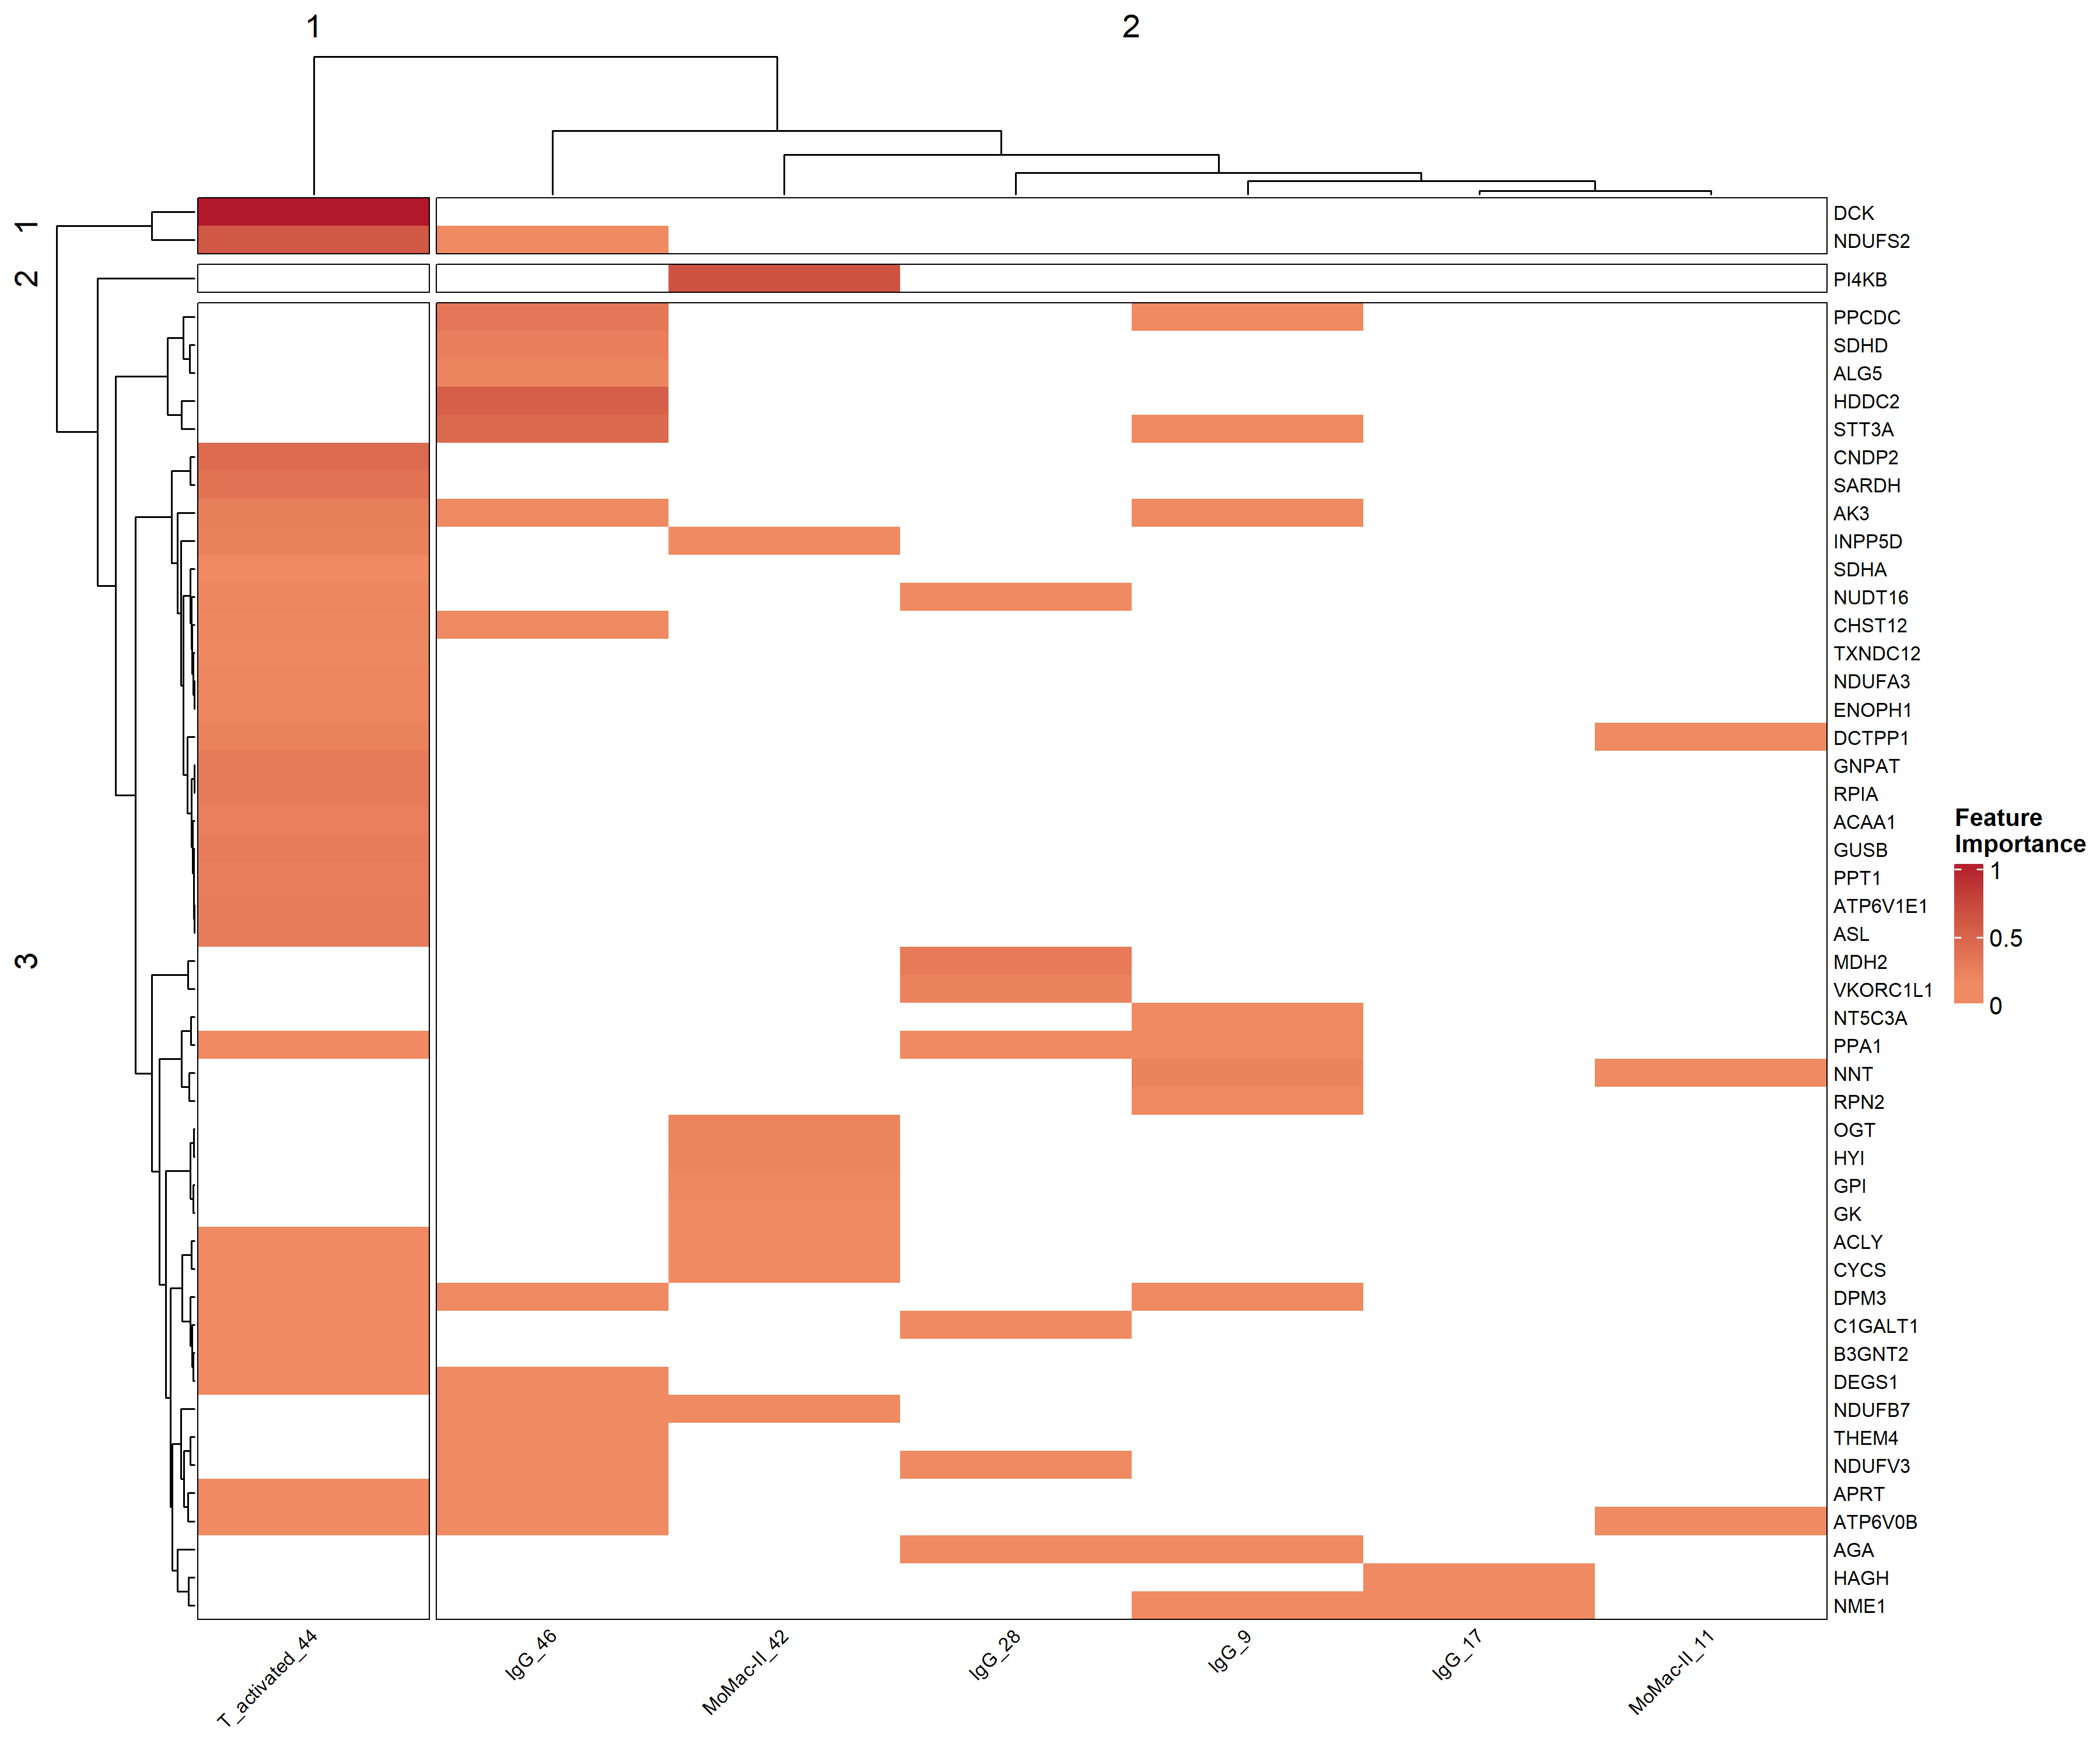 1
2
1
2
3
DCK
NDUFS2
PI4KB
PPCDC
SDHD
ALG5
HDDC2
STT3A
CNDP2
SARDH
AK3
INPP5D
SDHA
NUDT16
CHST12
TXNDC12
NDUFA3
ENOPH1
DCTPP1
GNPAT
RPIA
ACAA1
GUSB
PPT1
ATP6V1E1
ASL
MDH2
VKORC1L1
NT5C3A
PPA1
NNT
RPN2
OGT
HYI
GPI
GK
ACLY
CYCS
DPM3
C1GALT1
B3GNT2
DEGS1
NDUFB7
THEM4
NDUFV3
APRT
ATP6V0B
AGA
HAGH
NME1
Feature
Importance
1
0.5
0
T_activated_44
IgG_46
MoMac-II_42
IgG_28
IgG_9
IgG_17
MoMac-II_11